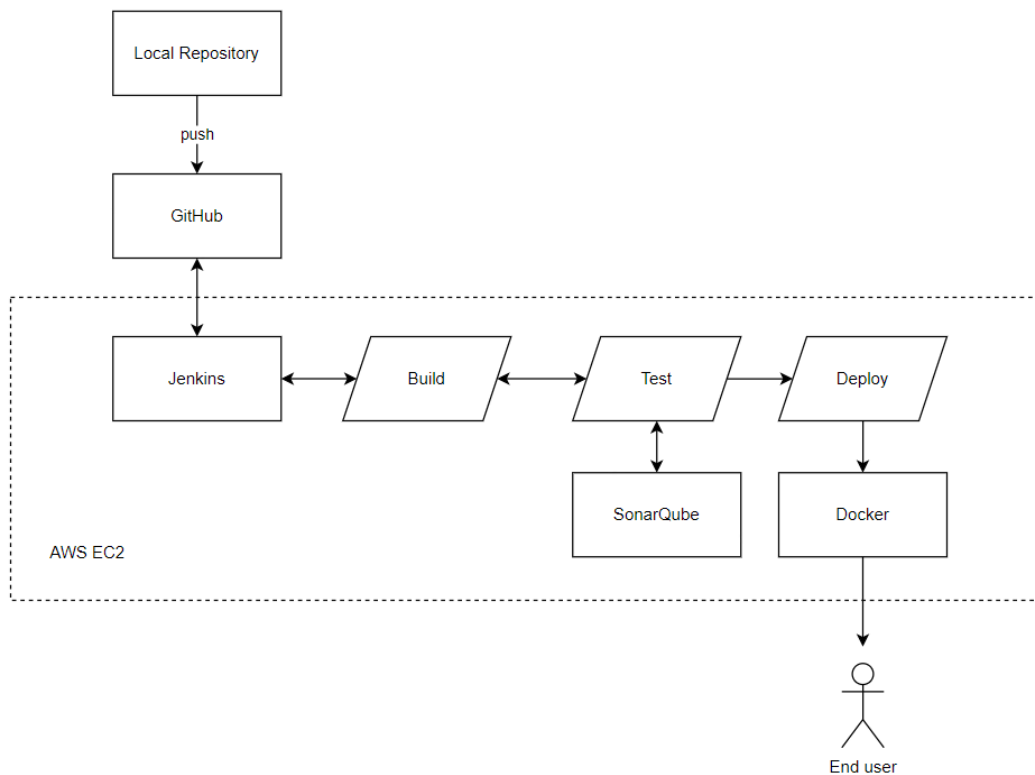 Local Repository
push
GitHub
Jenkins
Build
Test
Deploy
SonarQube
Docker
AWS EC2
End user